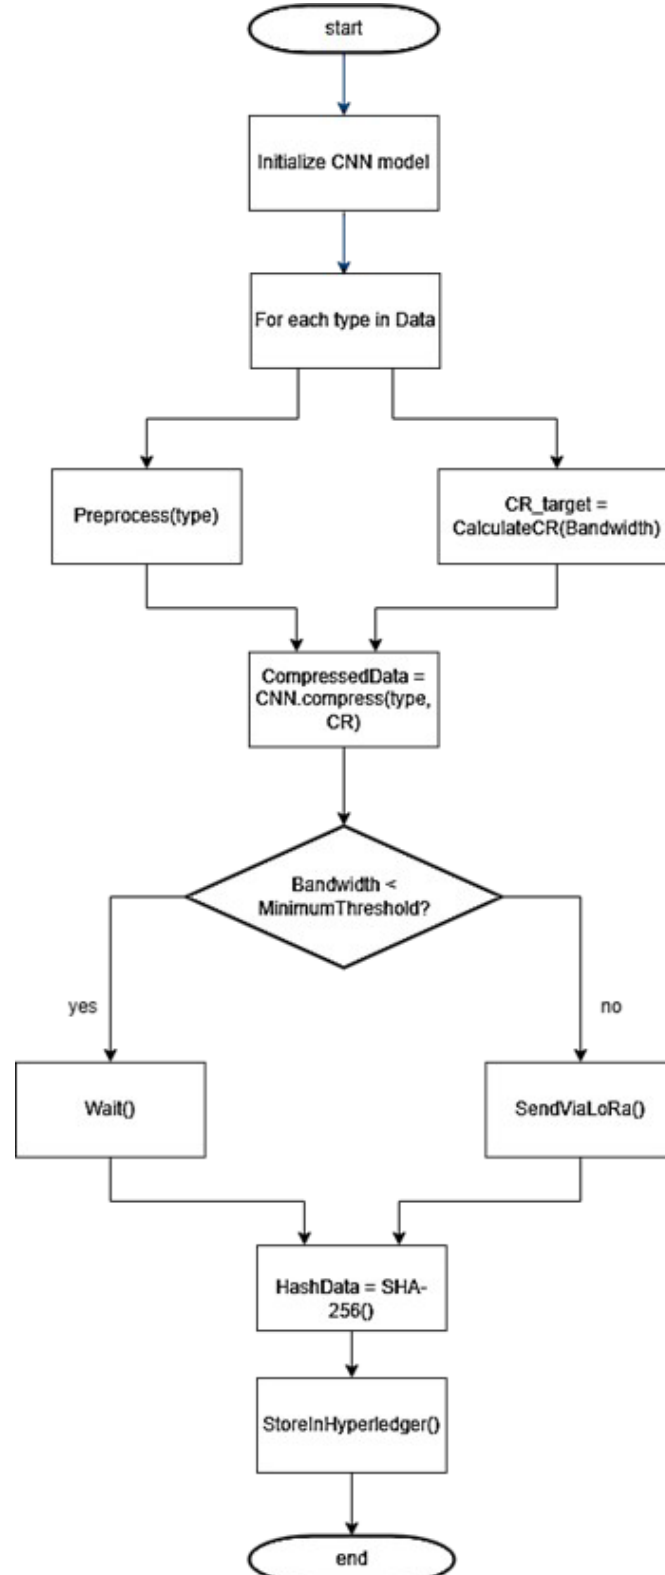 start
Initialize CNN model
For each type in Data
Preprocess(type)
CR_target =
CalculateCR(Bandwidth)
CompressedData =
CNN.compress(type,
CR)
Bandwidth <
MinimumThreshold?
yes
no
Wait()
SendViaLoRa()
HashData = SHA-
256()
StoreInHyperledger()
end